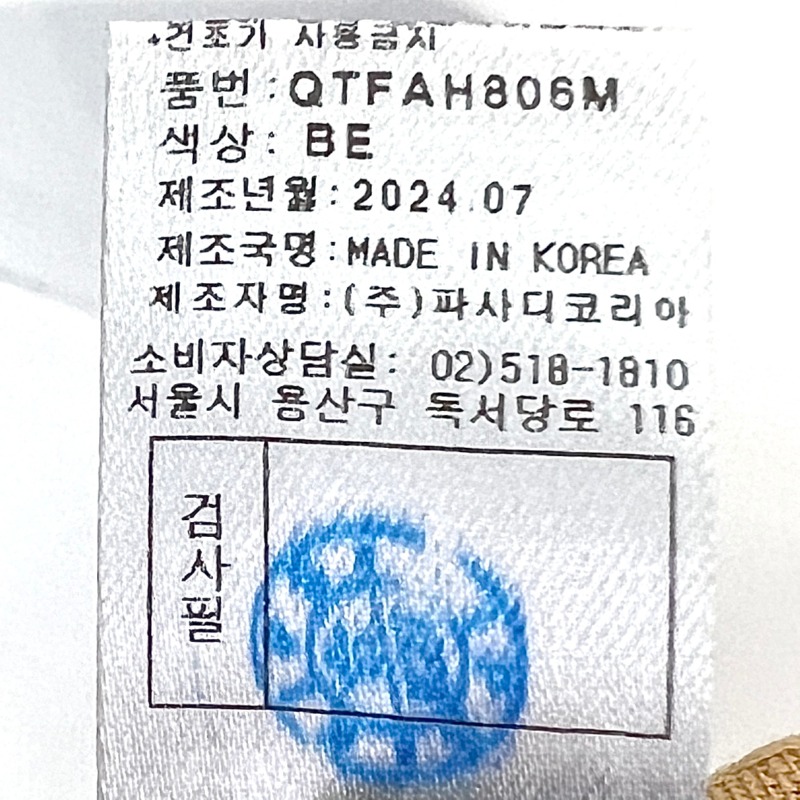 *건조기 사용금지
품번:QTFAH806M
색상: BE
제조년월:2024.07
제조국명:MADE IN KOREA
제조자명:(주)파사디코리아
소비자상담실: 02)518-1810
서울시 용산구 독서당로 116
검사필